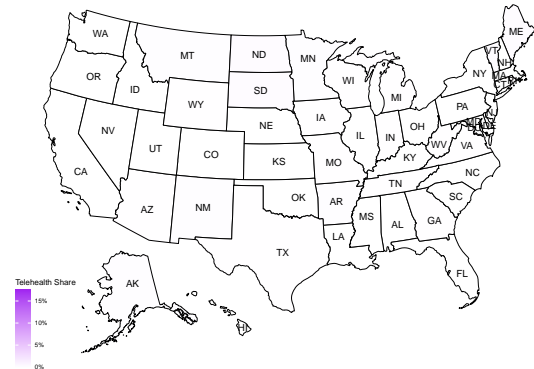 ME
WA
VT
ND
MT
MN
NH
OR
NY
MA
WI
ID
SD
CT
MI
WY
PA
IA
NE
NV
OH
IL
IN
UT
WV
CO
VA
KS
MO
KY
CA
NC
TN
OK
SC
AR
AZ
NM
MS
AL
GA
LA
TX
FL
AK
HI
Telehealth Share
15%
10%
5%
0%